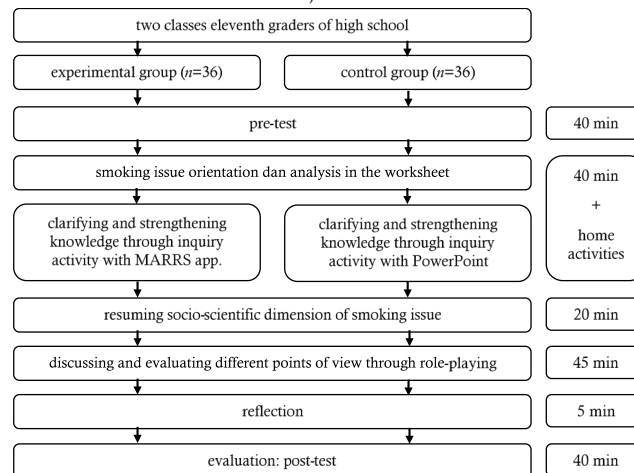 two classes eleventh graders of high school
experimental group (n=36)
control group (n=36)
pre-test
40 min
smoking issue orientation dan analysis in the worksheet
40 min
+
home
activities
clarifying and strengthening
knowledge through inquiry
activity with MARRS app.
clarifying and strengthening
knowledge through inquiry
activity with PowerPoint
resuming socio-scientific dimension of smoking issue
20 min
discussing and evaluating different points of view through role-playing
45 min
reflection
5 min
evaluation: post-test
40 min